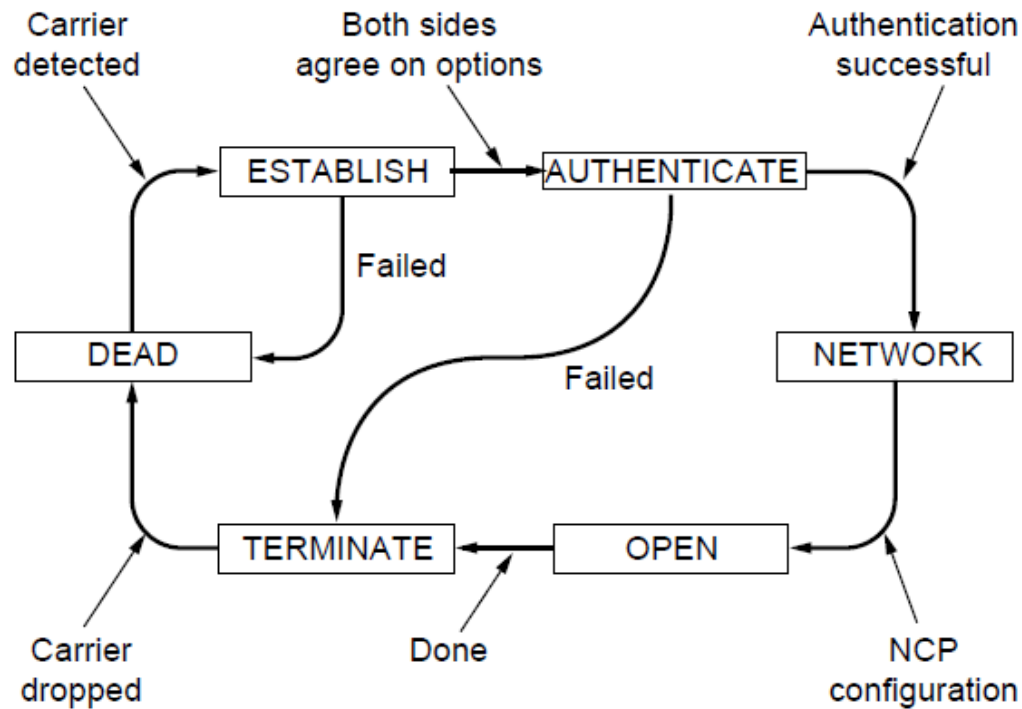 Carrier
detected
Both sides
agree on options
Authentication
successful
ESTABLISH
AUTHENTICATE
Failed
DEAD
NETWORK
Failed
TERMINATE
OPEN
Carrier
dropped
Done
NCP
configuration